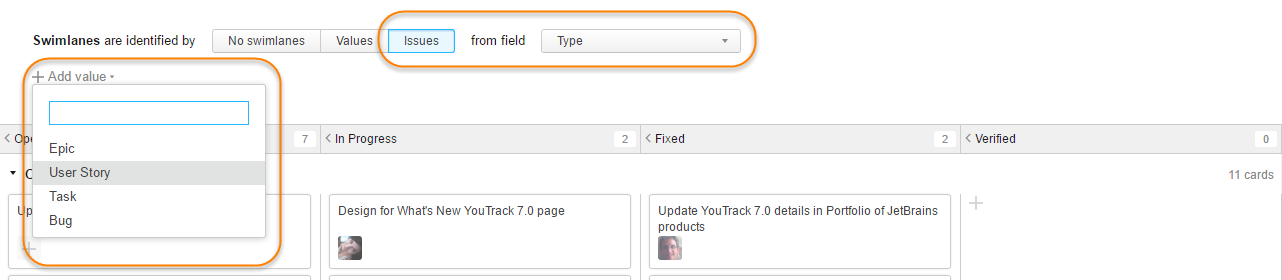 Swimlanes are identified by No swimlanes Values Issues from field Type
Add value
Epic
User Story
Task
Bug
Ope 7 In Progress 2 Fixed 2 Verified 0
11 cards
Up
Design for What's New YouTrack 7.0 page
Update YouTrack 7.0 details in Portfolio of JetBrains
products